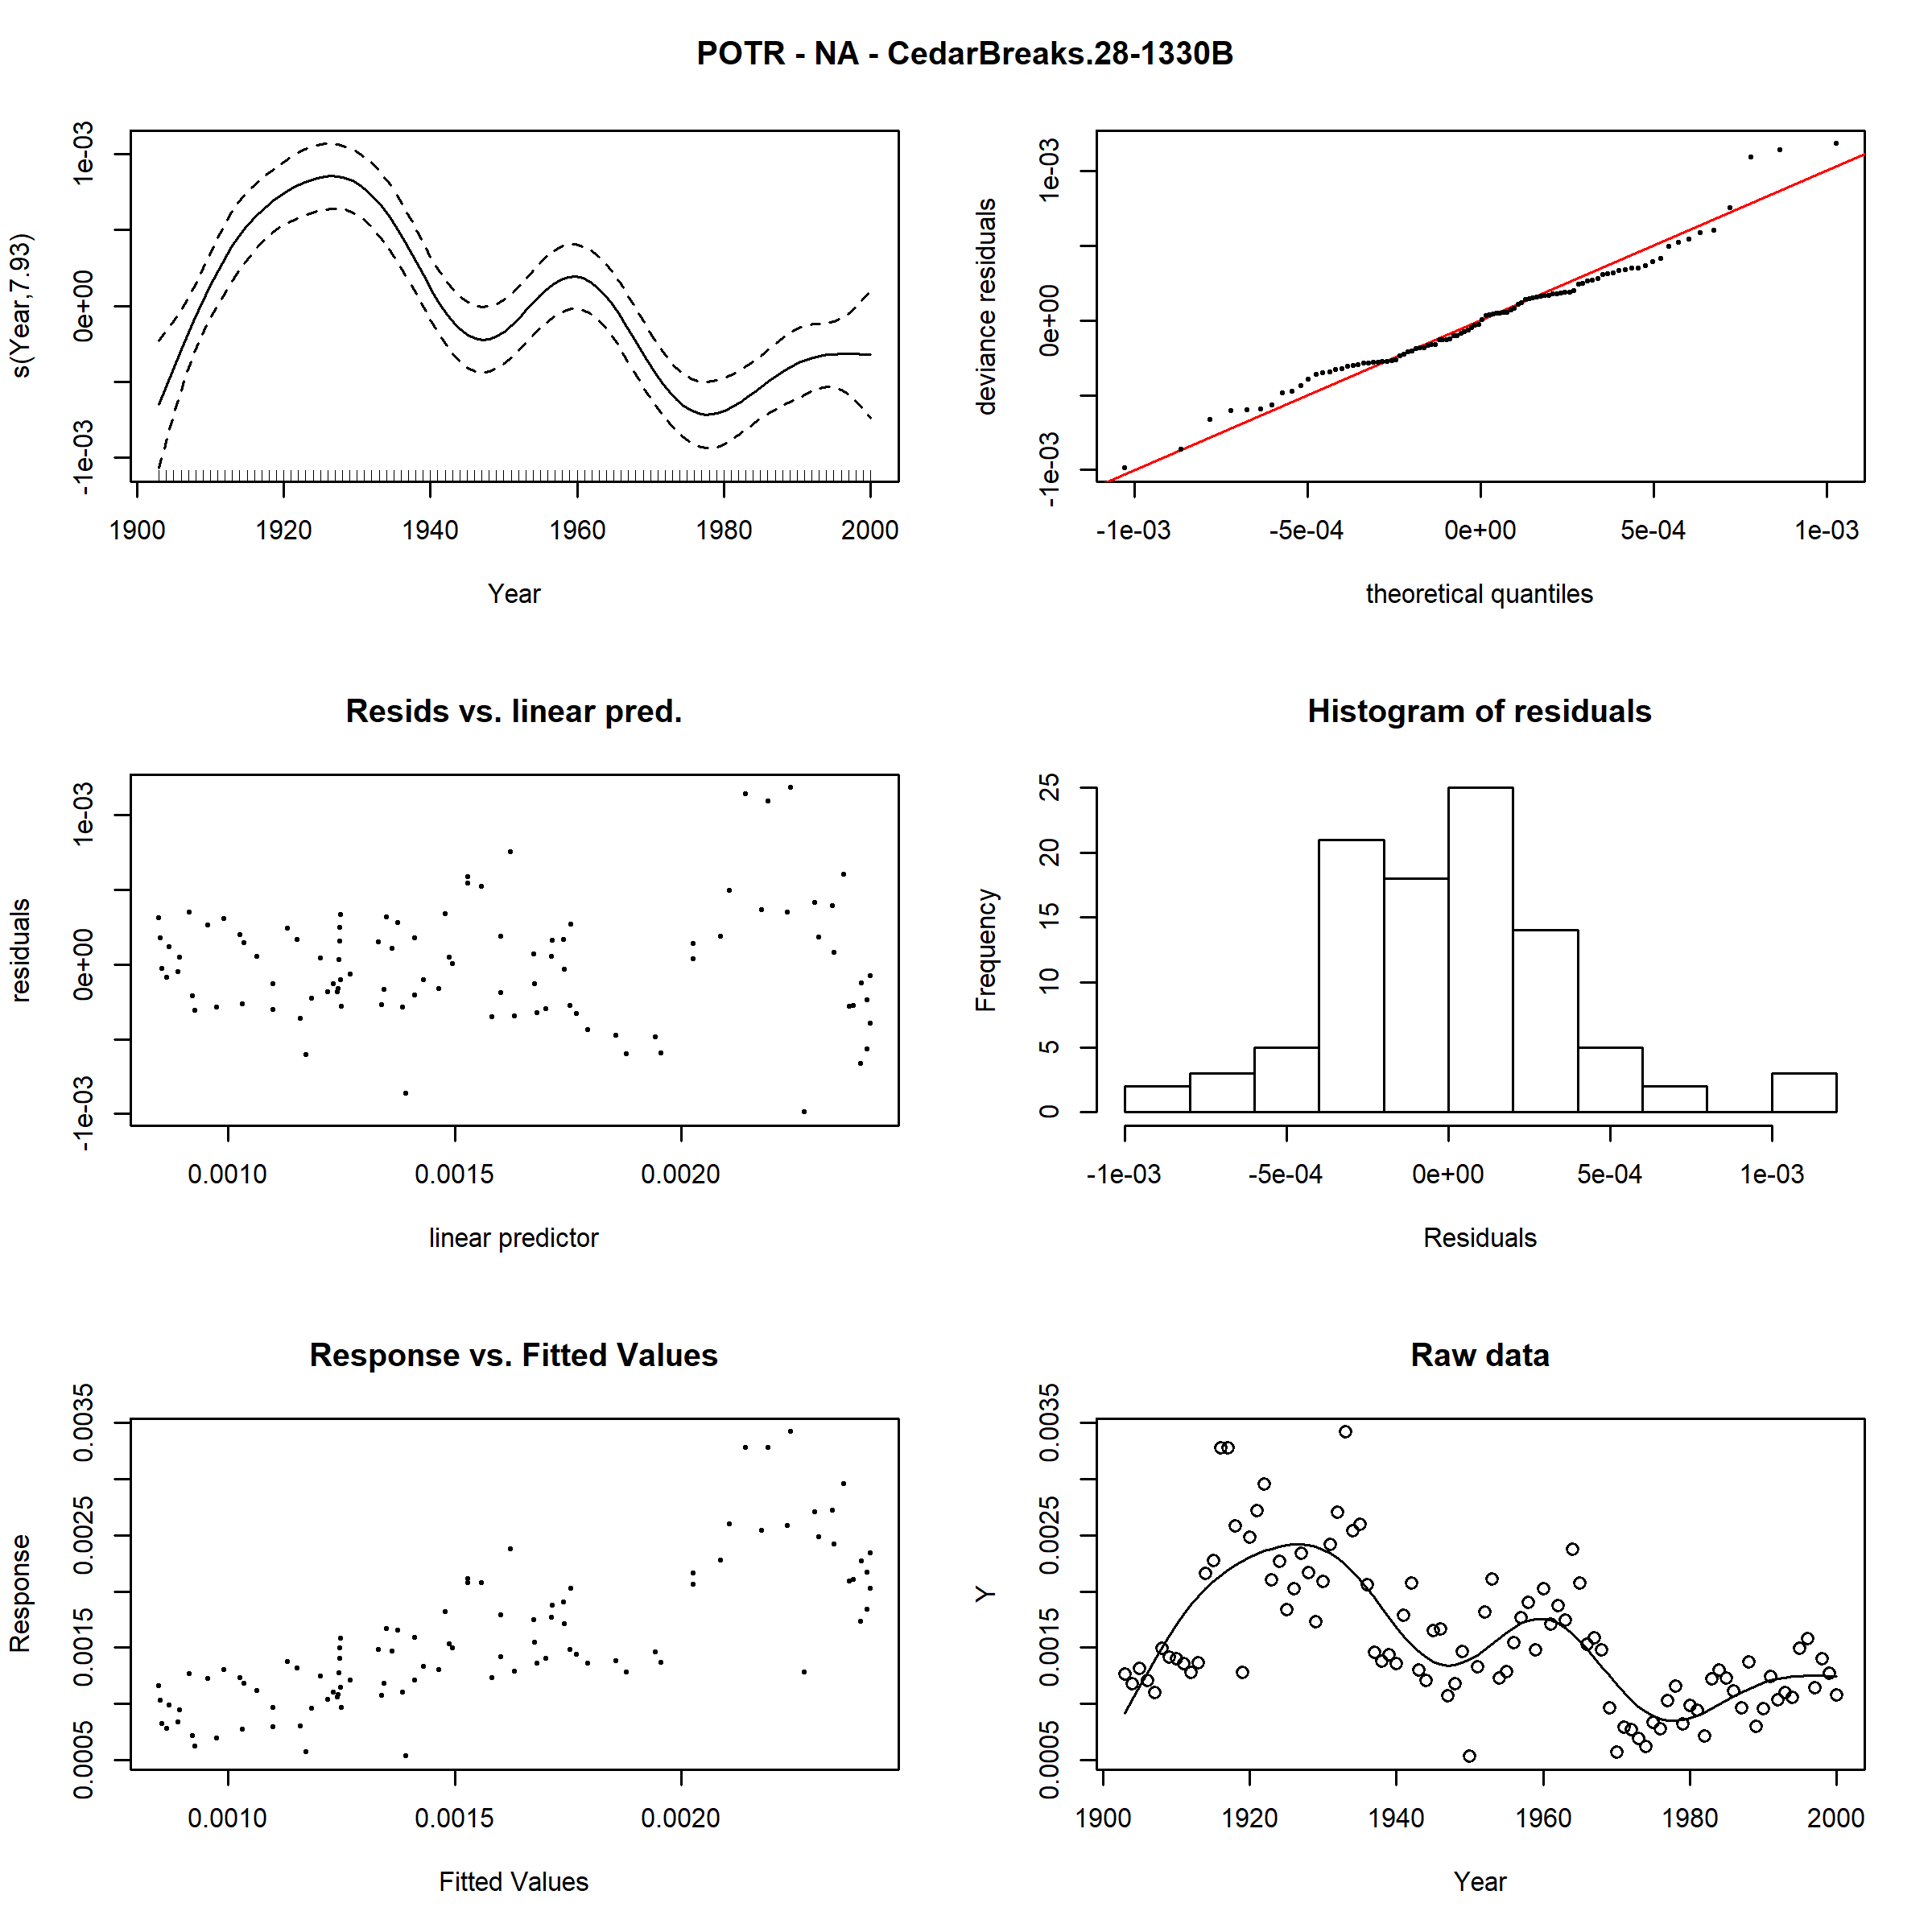 POTR - NA - CedarBreaks.28-1330B
s(Year,7.93)
-1e-03 0e+00 1e-03
1900 1920 1940 1960 1980 2000
Year
deviance residuals
-1e-03 0e+00 1e-03
-1e-03 -5e-04 0e+00 5e-04 1e-03
theoretical quantiles
Resids vs. linear pred.
residuals
-1e-03 0e+00 1e-03
0.0010 0.0015 0.0020
linear predictor
Histogram of residuals
Frequency
0 5 10 15 20 25
-1e-03 -5e-04 0e+00 5e-04 1e-03
Residuals
Response vs. Fitted Values
Response
0.0005 0.0015 0.0025 0.0035
0.0010 0.0015 0.0020
Fitted Values
Raw data
Y
0.0005 0.0015 0.0025 0.0035
1900 1920 1940 1960 1980 2000
Year